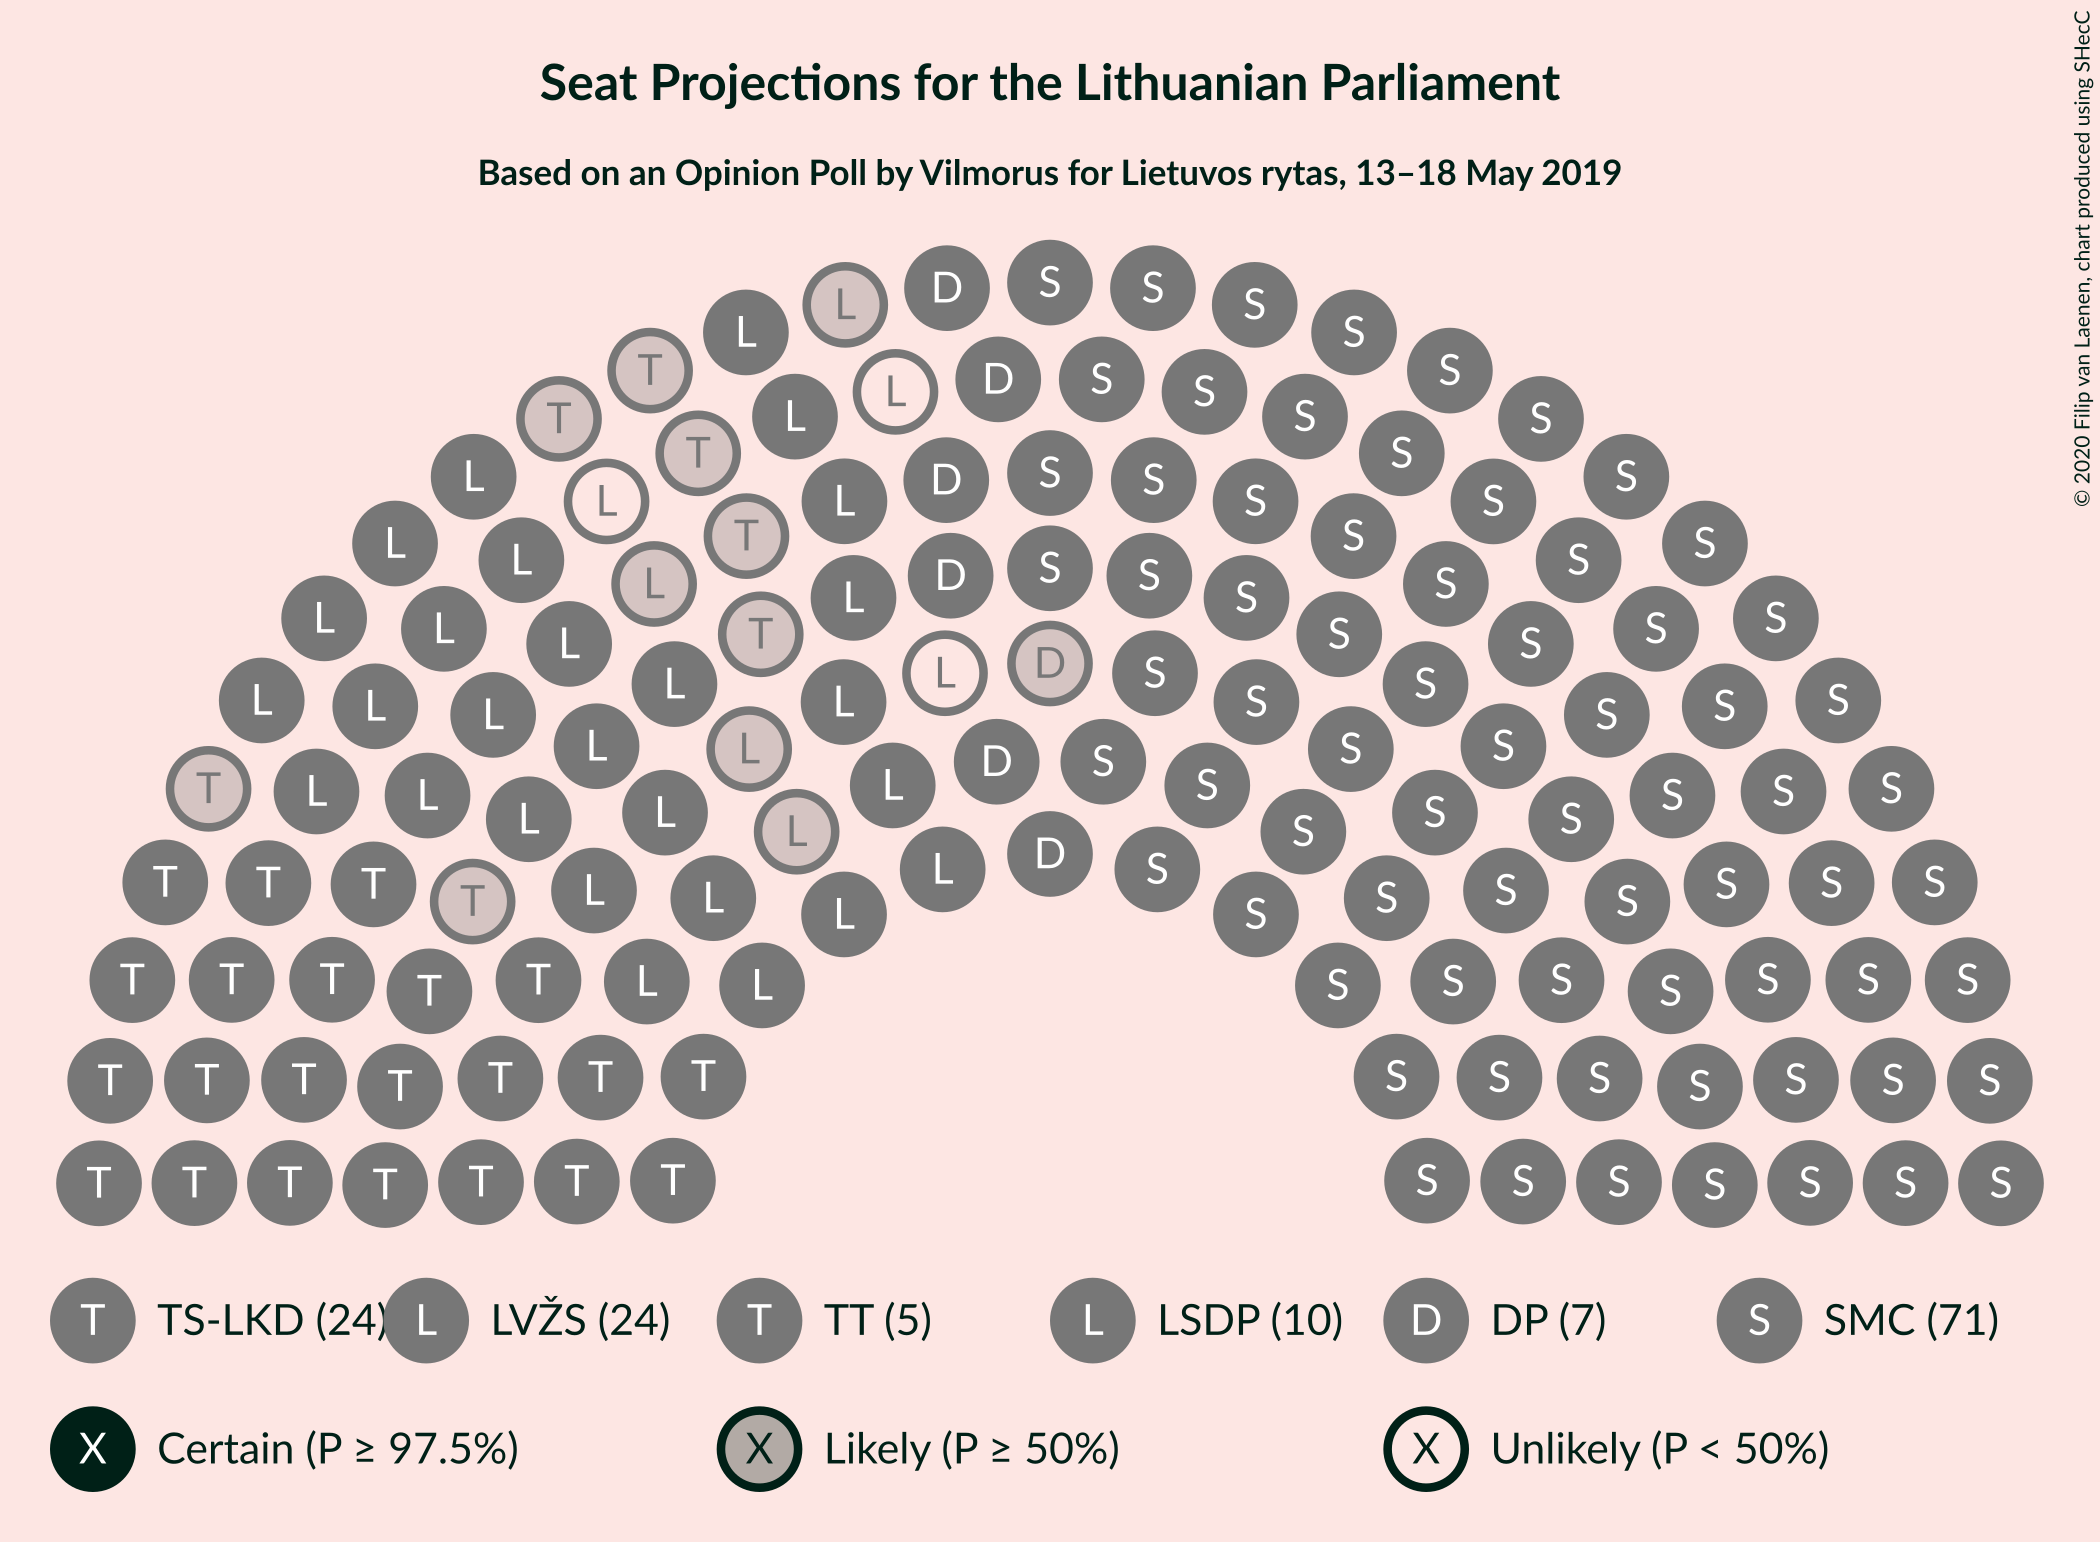 Seat Projections for the Lithuanian Parliament
Based on an Opinion Poll by Vilmorus for Lietuvos rytas, 13–18 May 2019
© 2020 Filip van Laenen, chart produced using SHecC
L D S S S
L S
T S
T L D S S S
L L S S
L T S S
L L D S S S
L L T L S S S
L L D S S S
L L T S S
L L L L D S S S S
L L L L S S S S
T L L L L D S S S S S S
L L L S S S S
T T T T L L L L D S S S S S S S S
T T T T T L L S S S S S S S
T T T T T T T S S S S S S S
T T T T T T T S S S S S S S
T TS-LKD (24) L LVŽS (24) T TT (5) L LSDP (10) D DP (7) S SMC (71)
X Certain (P ≥ 97.5%) X Likely (P ≥ 50%) X Unlikely (P < 50%)